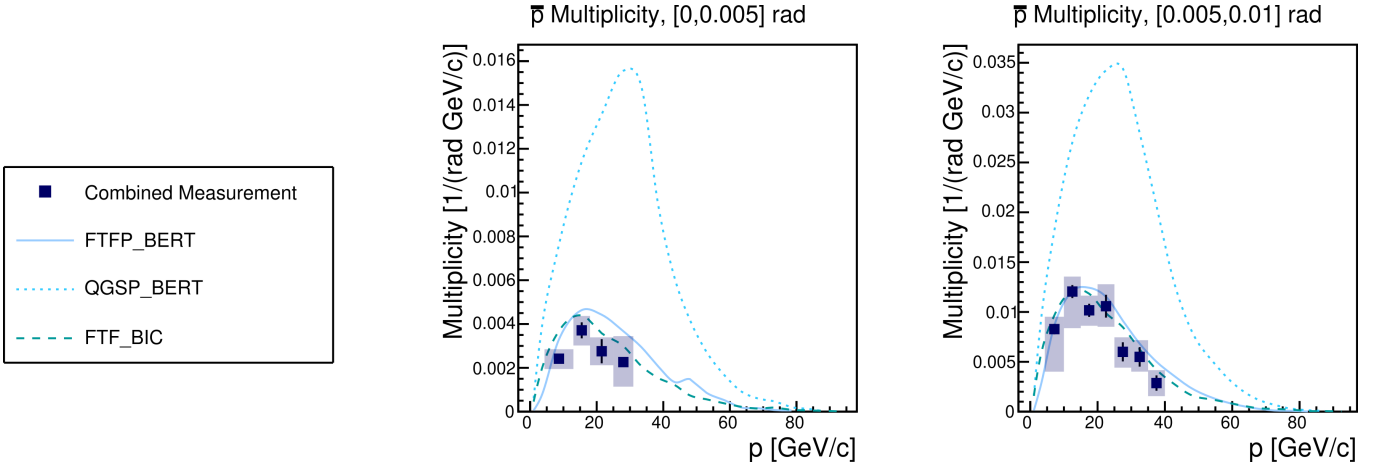 Combined Measurement
FTFP_BERT
QGSP_BERT
FTF_BIC
p̅ Multiplicity, [0,0.005] rad
Multiplicity [1/(rad GeV/c)]
0.016
0.014
0.012
0.01
0.008
0.006
0.004
0.002
0
0 20 40 60 80
p [GeV/c]
p̅ Multiplicity, [0.005,0.01] rad
Multiplicity [1/(rad GeV/c)]
0.035
0.03
0.025
0.02
0.015
0.01
0.005
0
0 20 40 60 80
p [GeV/c]